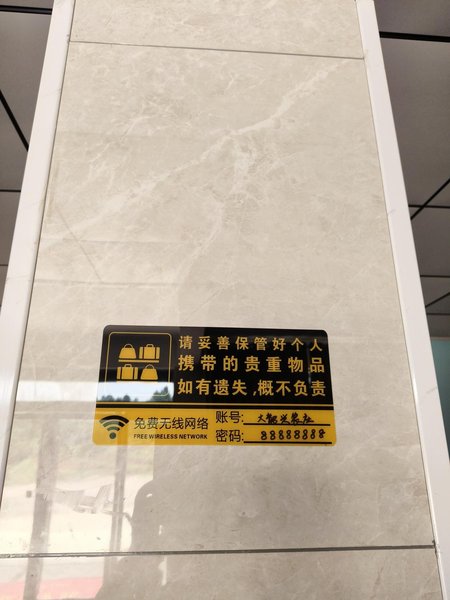 请妥善保管好个人
携带的贵重物品
如有遗失,概不负责
免费无线网络
FREE WIRELESS NETWORK
账号:
密码: 88888888